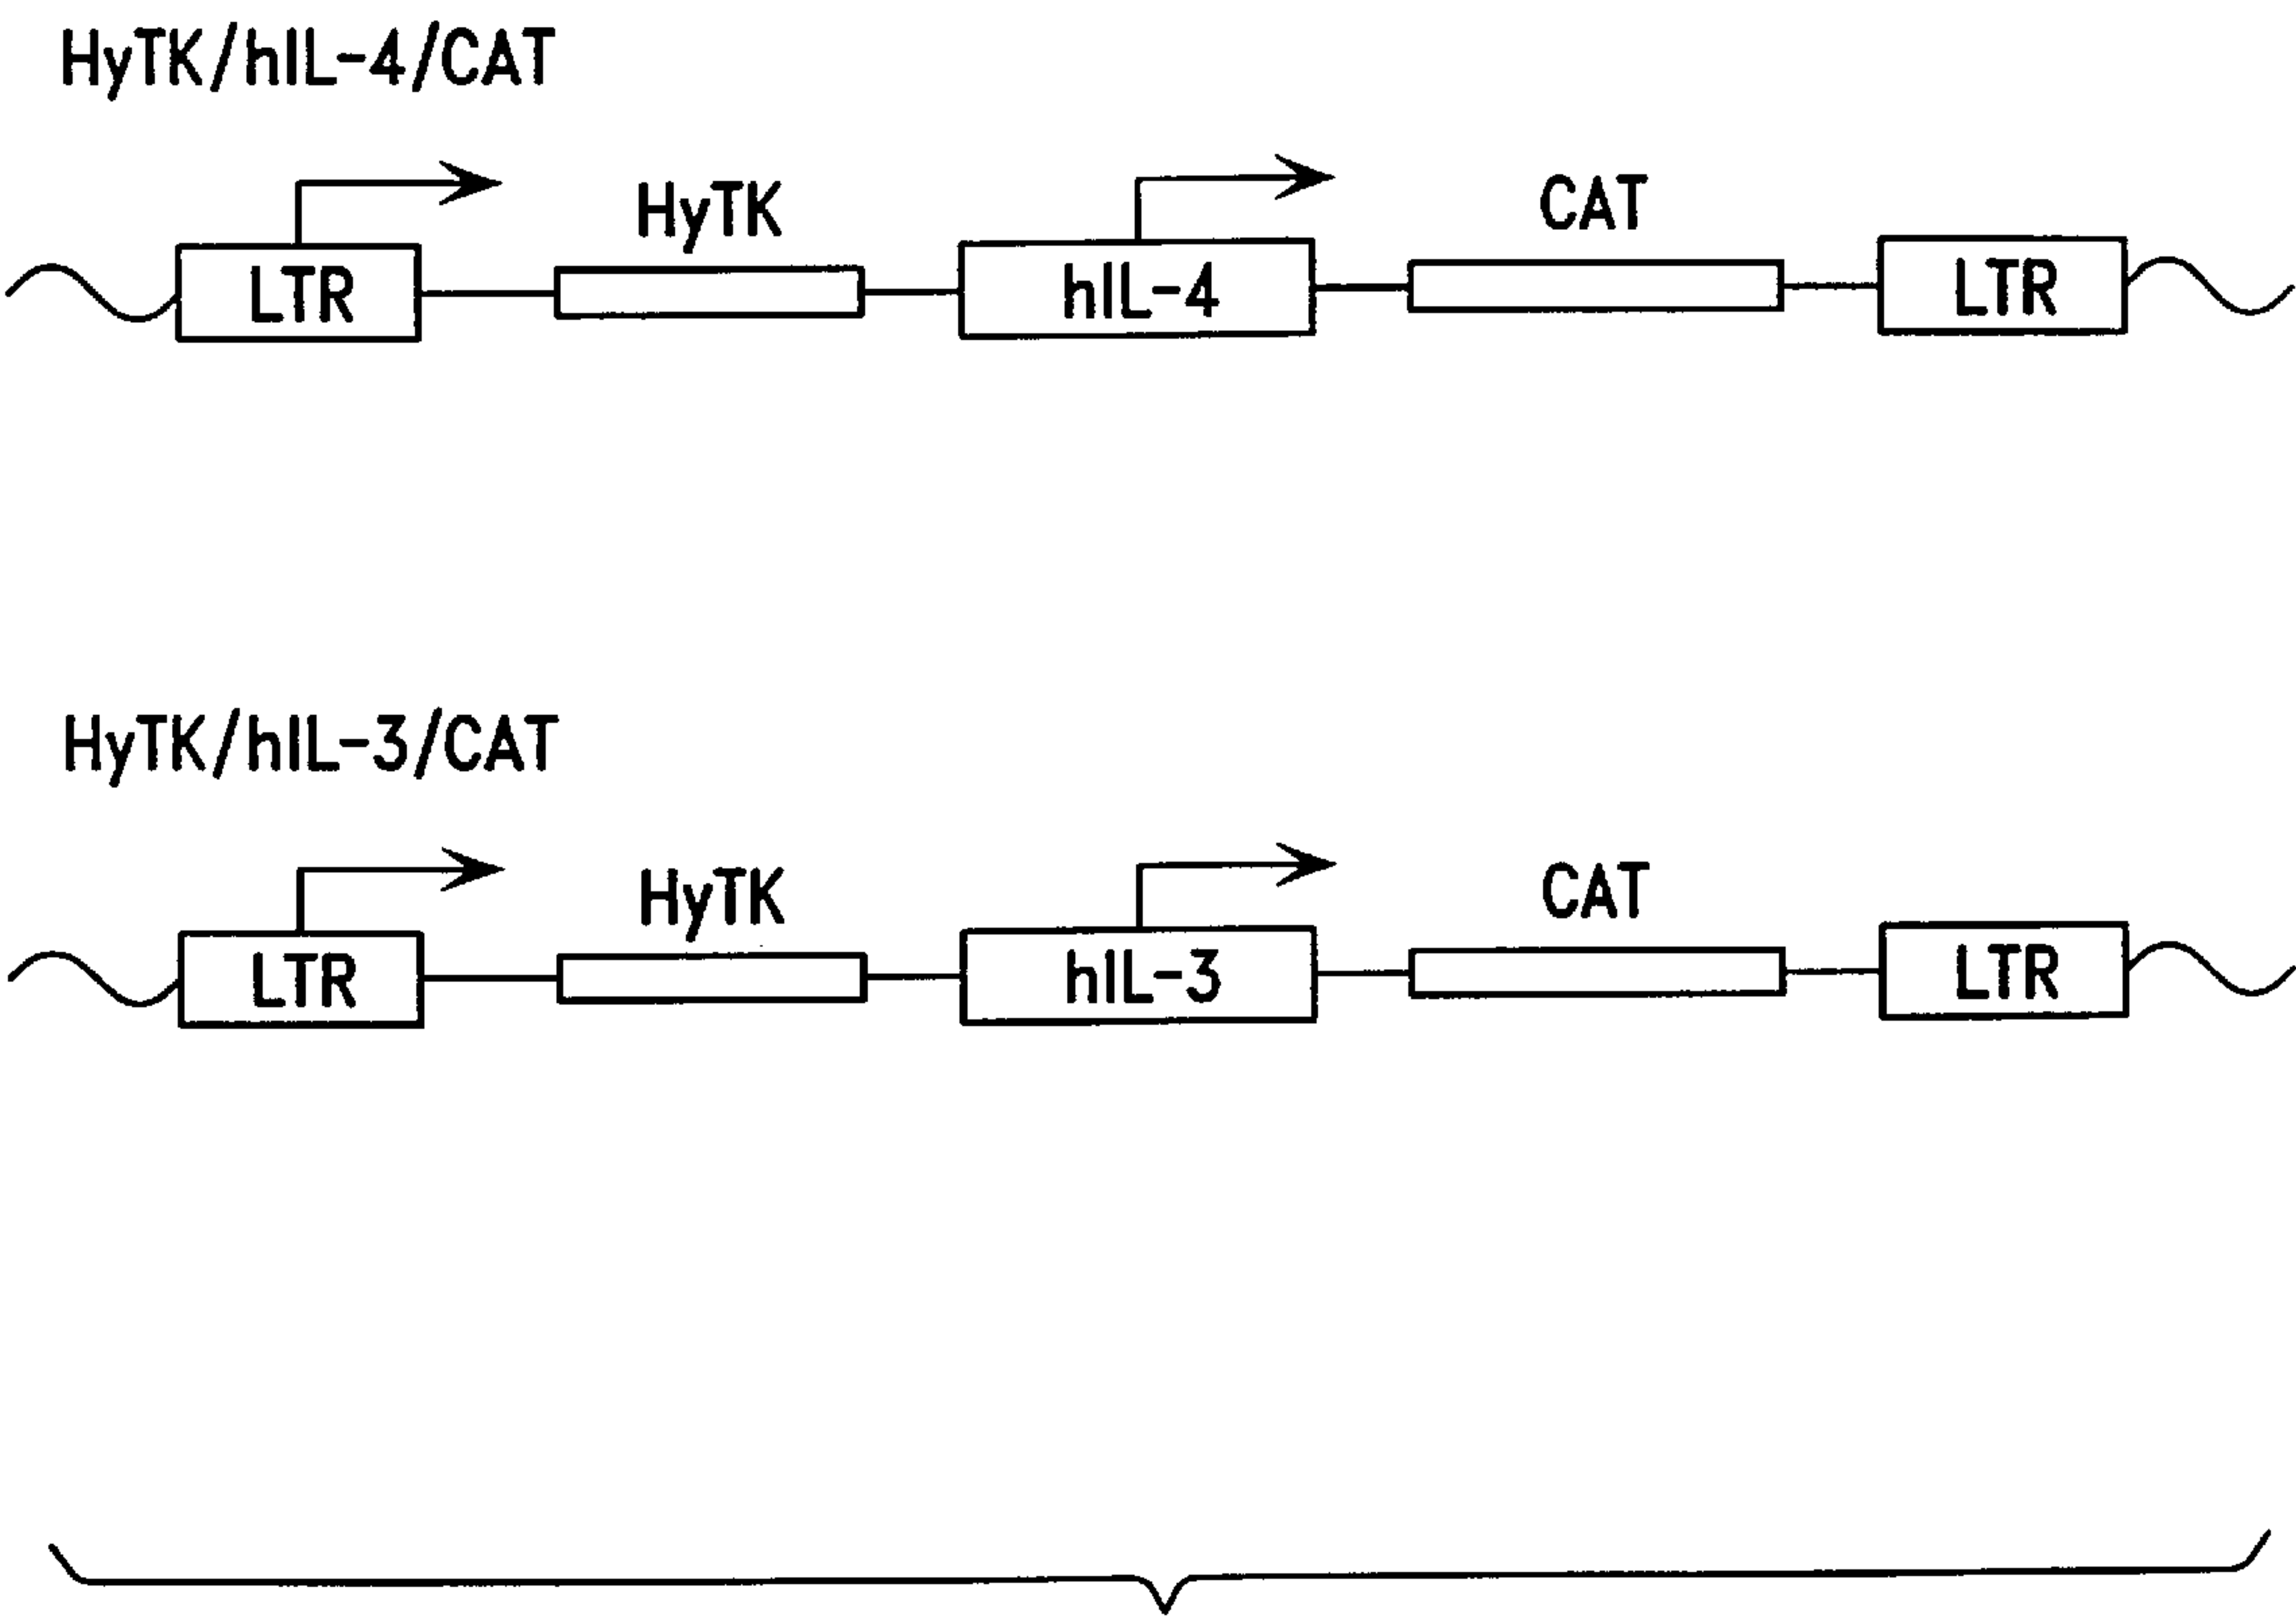 HyTK/hIL-4/CAT
HyTK CAT
LTR hIL-4 LTR
HyTK/hIL-3/CAT
HyTK CAT
LTR hIL-3 LTR